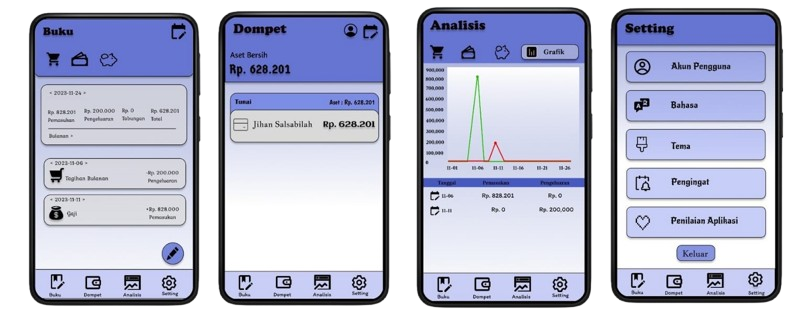 Buku
< 2023-11-24 >
Rp. 828.201 Rp. 200.000 Rp. 0 Rp. 628.201
Pemasukan Pengeluaran Tabungan Total
Bulanan
< 2023-11-06 >
Tagihan Bulanan -Rp. 200.000
Pengeluaran
< 2023-11-11 >
Gaji +Rp. 828.000
Pemasukan
Buku Dompet Analisis Setting
Dompet
Aset Bersih
Rp. 628.201
Tunai Aset : Rp. 628.201
Jihan Salsabilah Rp. 628.201
Buku Dompet Analisis Setting
Analisis
Grafik
900,000
800,000
700,000
600,000
500,000
400,000
300,000
200,000
100,000
0
11-01 11-06 11-11 11-16 11-21 11-26
Tanggal Pemasukan Pengeluaran
11-06 Rp. 828.201 Rp. 0
11-11 Rp. 0 Rp. 200,000
Buku Dompet Analisis Setting
Setting
Akun Pengguna
Bahasa
Tema
Pengingat
Penilaian Aplikasi
Keluar
Buku Dompet Analisis Setting